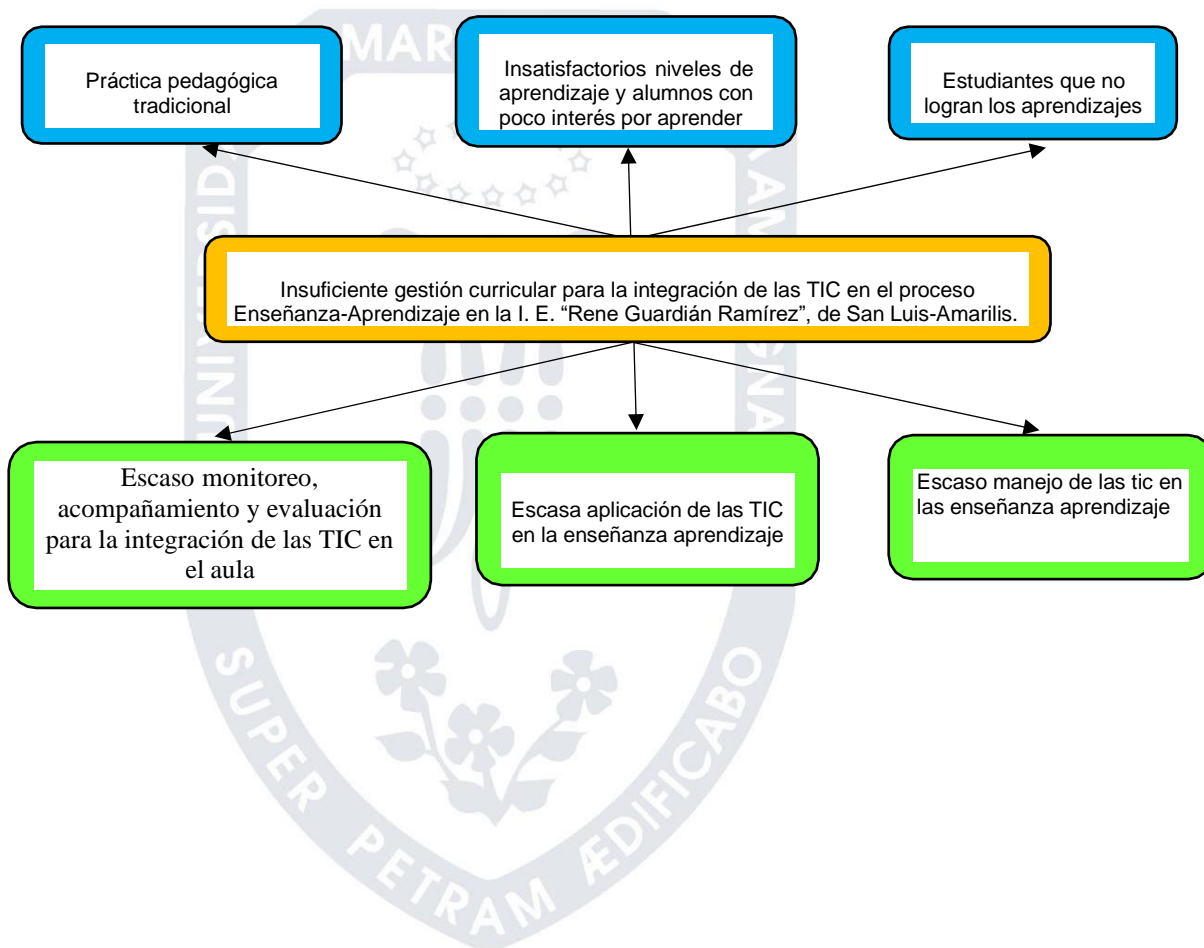 Práctica pedagógica
tradicional
Insatisfactorios niveles de
aprendizaje y alumnos con
poco interés por aprender
Estudiantes que no
logran los aprendizajes
Insuficiente gestión curricular para la integración de las TIC en el proceso
Enseñanza-Aprendizaje en la I. E. “Rene Guardián Ramírez”, de San Luis-Amarilis.
Escaso monitoreo,
acompañamiento y evaluación
para la integración de las TIC en
el aula
Escasa aplicación de las TIC
en la enseñanza aprendizaje
Escaso manejo de las tic en
las enseñanza aprendizaje
SUPER PETRAM ÆDIFICABO